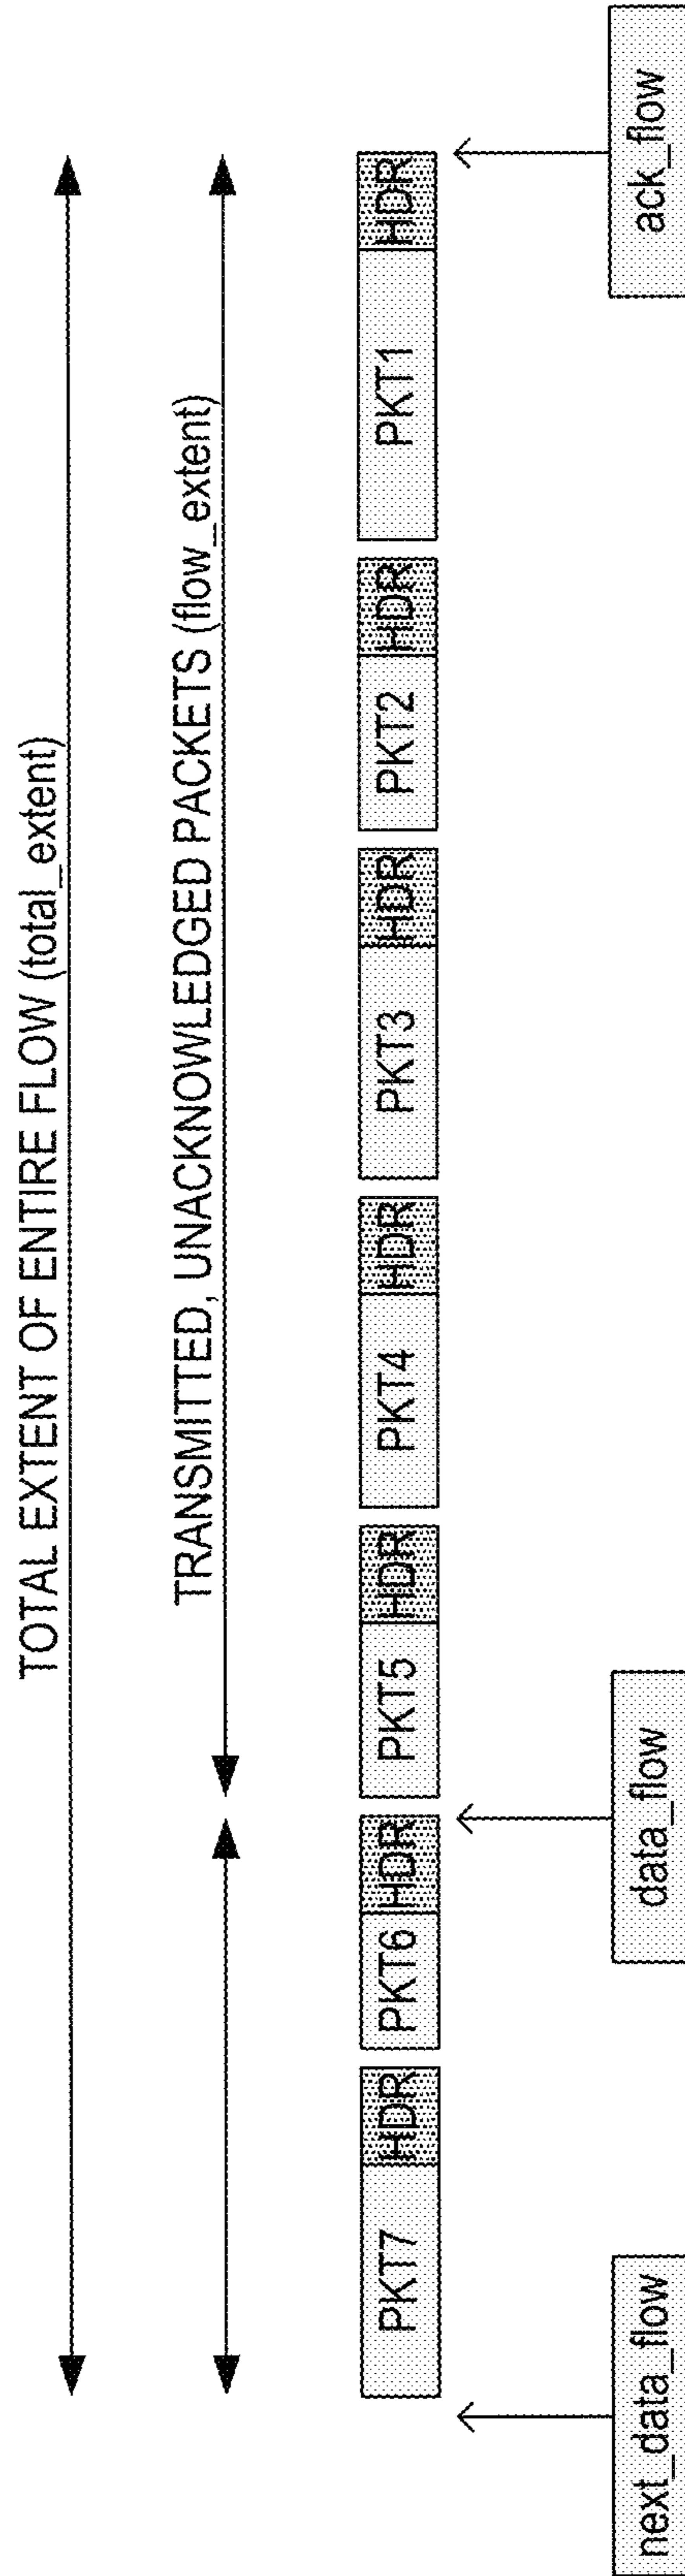 TOTAL EXTENT OF ENTIRE FLOW (total_extent)
TRANSMITTED, UNACKNOWLEDGED PACKETS (flow_extent)
PKT7 HDR PKT6 HDR PKT5 HDR PKT4 HDR PKT3 HDR PKT2 HDR PKT1 HDR
next_data_flow data_flow ack_flow